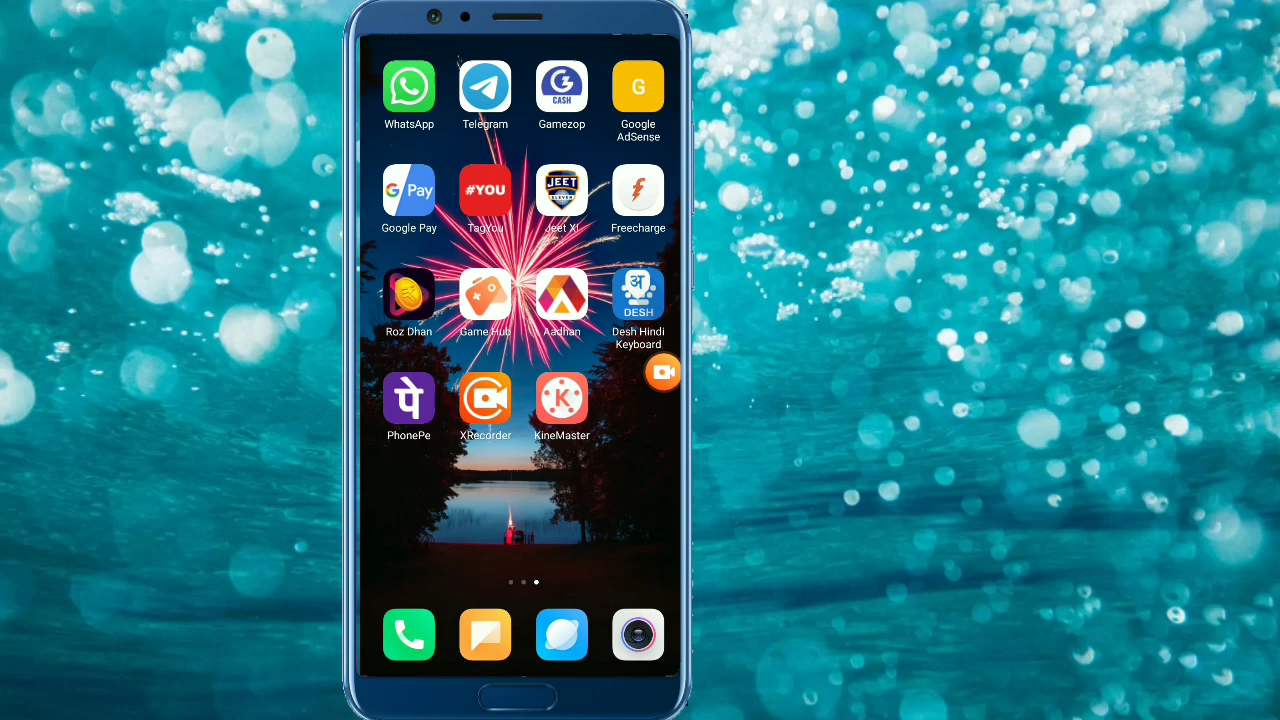 G
CASH
WhatsApp
Telegram
Gamezop
Google
AdSense
G Pay
#YOU
JEET
ELEVEN
Google Pay
TagYou
Jeet XI
Freecharge
अ
DESH
Roz Dhan
Game Hub
Aadhan
Desh Hindi
Keyboard
पे
K
PhonePe
XRecorder
KineMaster